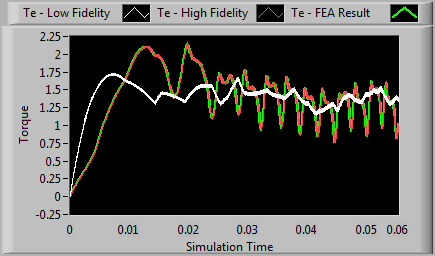 Te - Low Fidelity Te - High Fidelity Te - FEA Result
2.25
2
1.75
1.5
1.25
1
0.75
0.5
0.25
0
-0.25
Torque
0 0.01 0.02 0.03 0.04 0.05 0.06
Simulation Time